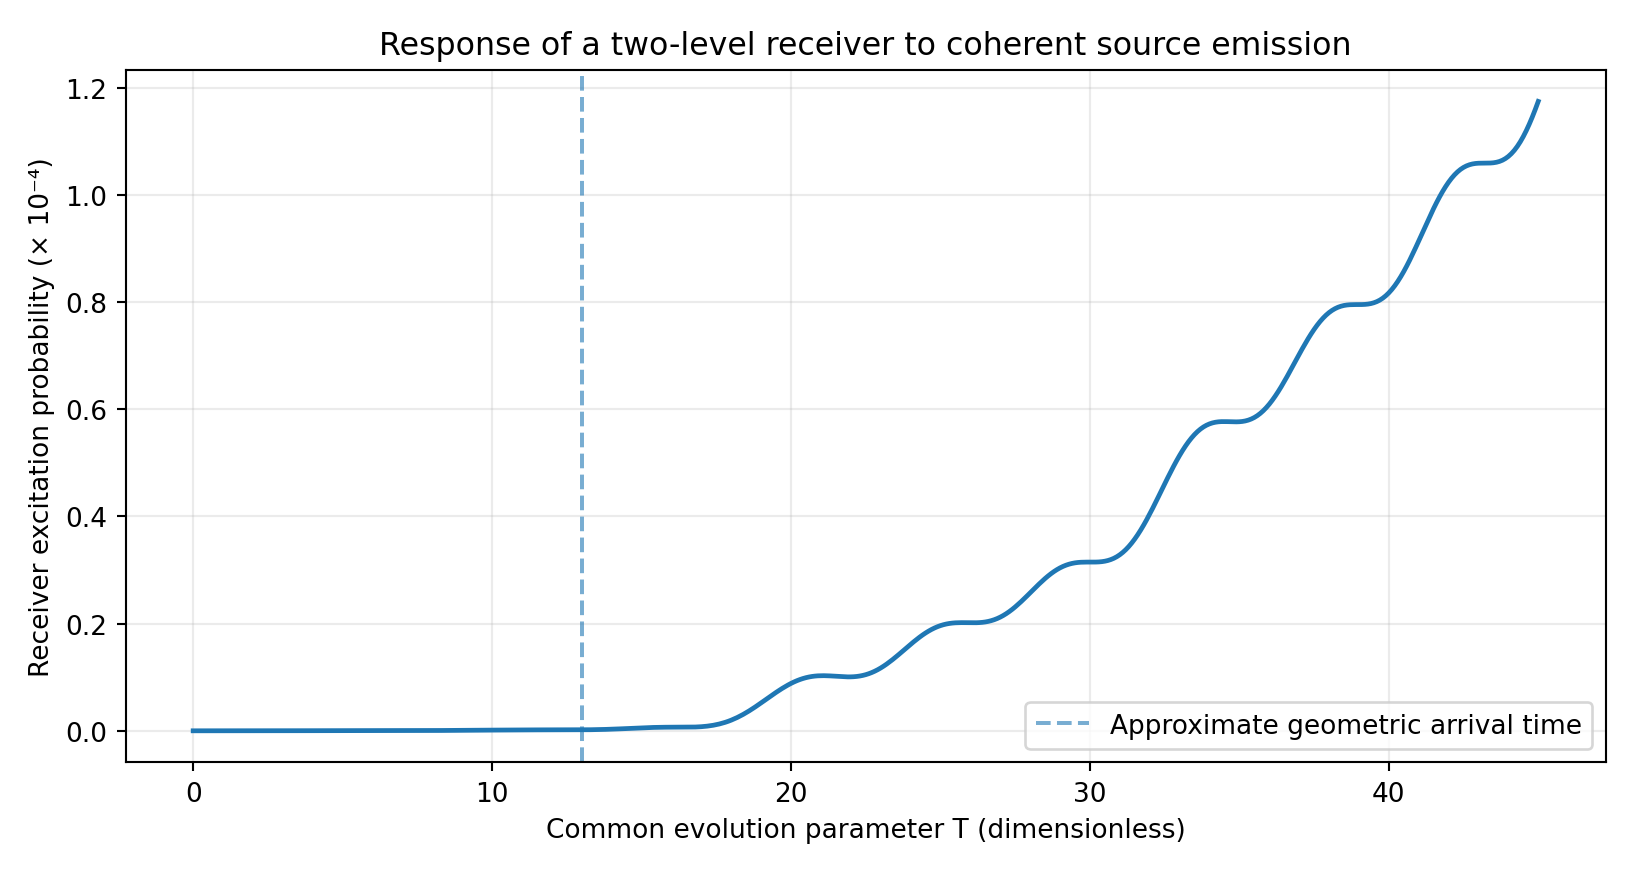 Response of a two-level receiver to coherent source emission
Receiver excitation probability (× 10⁻⁴)
1.2
1.0
0.8
0.6
0.4
0.2
0.0
Approximate geometric arrival time
0 10 20 30 40
Common evolution parameter T (dimensionless)